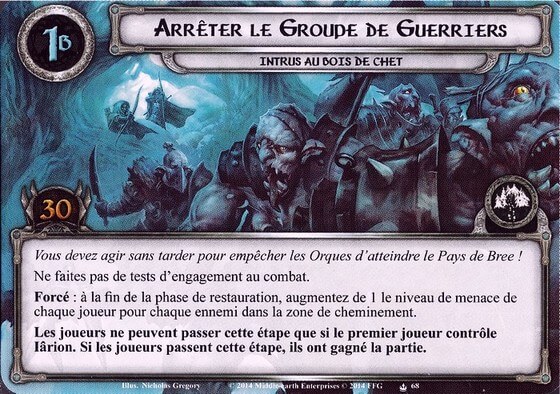 1B
Arrêter le Groupe de Guerriers
Intrus au Bois de Chet
30
Vous devez agir sans tarder pour empêcher les Orques d'atteindre le Pays de Bree !
Ne faites pas de tests d'engagement au combat.
Forcé : à la fin de la phase de restauration, augmentez de 1 le niveau de menace de
chaque joueur pour chaque ennemi dans la zone de cheminement.
Les joueurs ne peuvent passer cette étape que si le premier joueur contrôle
Iârion. Si les joueurs passent cette étape, ils ont gagné la partie.
Illus. Nicholas Gregory © 2014 Middle-earth Enterprises © 2014 FFG 68